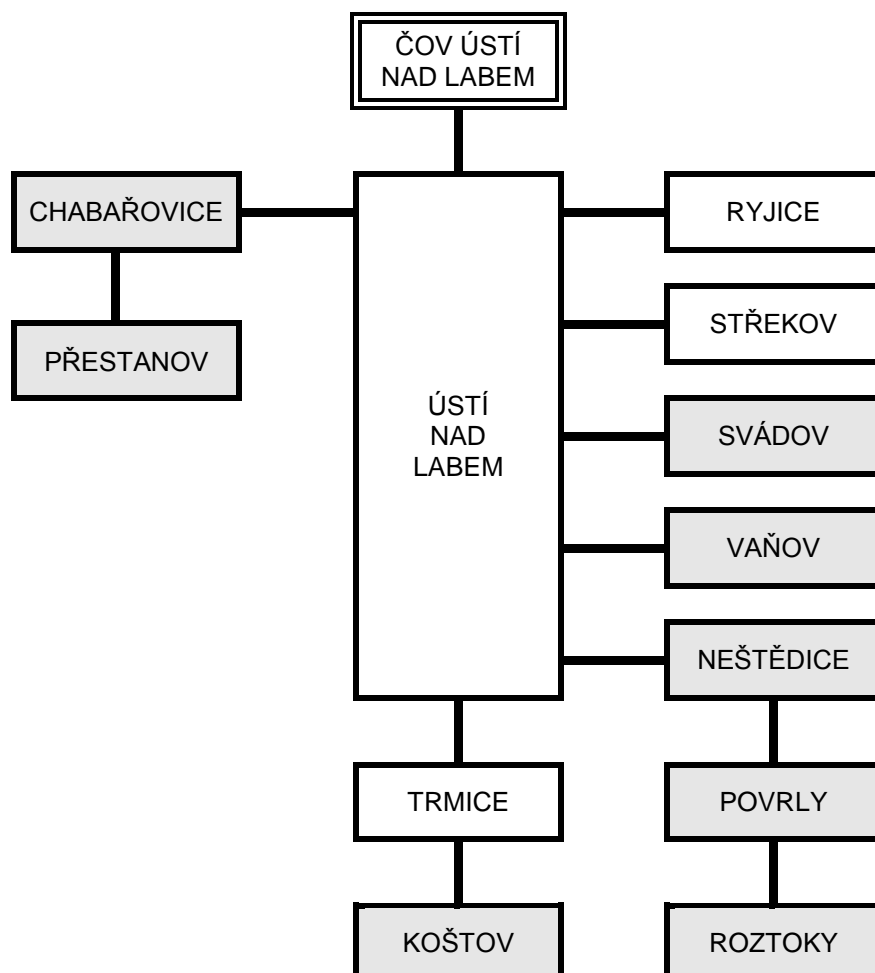 ČOV ÚSTÍ
NAD LABEM
CHABAŘOVICE
RYJICE
STŘEKOV
PŘESTANOV
ÚSTÍ
NAD
LABEM
SVÁDOV
VAŇOV
NEŠTĚDICE
TRMICE
POVRLY
KOŠTOV
ROZTOKY